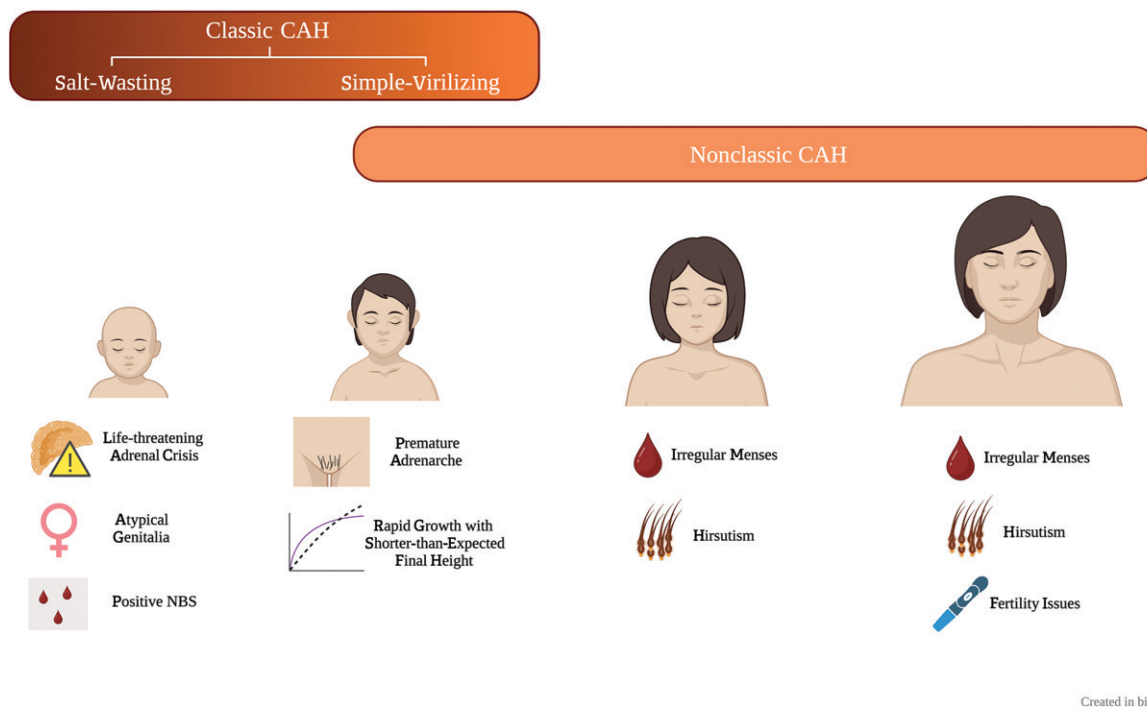 Classic CAH
Salt-Wasting
Simple-Virilizing
Nonclassic CAH
Life-threatening
Adrenal Crisis
Atypical
Genitalia
Positive NBS
Premature
Adrenarche
Rapid Growth with
Shorter-than-Expected
Final Height
Irregular Menses
Hirsutism
Irregular Menses
Hirsutism
Fertility Issues
Created in bi